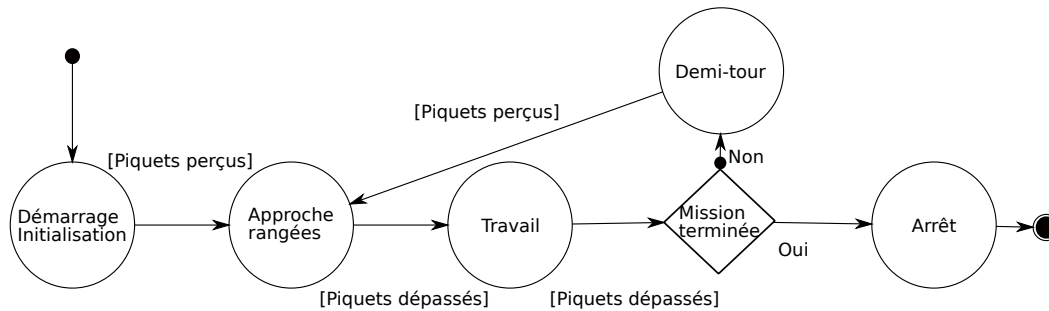 Demi-tour
[Piquets perçus]
[Piquets perçus]
Non
Démarrage
Initialisation
Approche
rangées
Travail
Mission
terminée
Oui
Arrêt
[Piquets dépassés]
[Piquets dépassés]